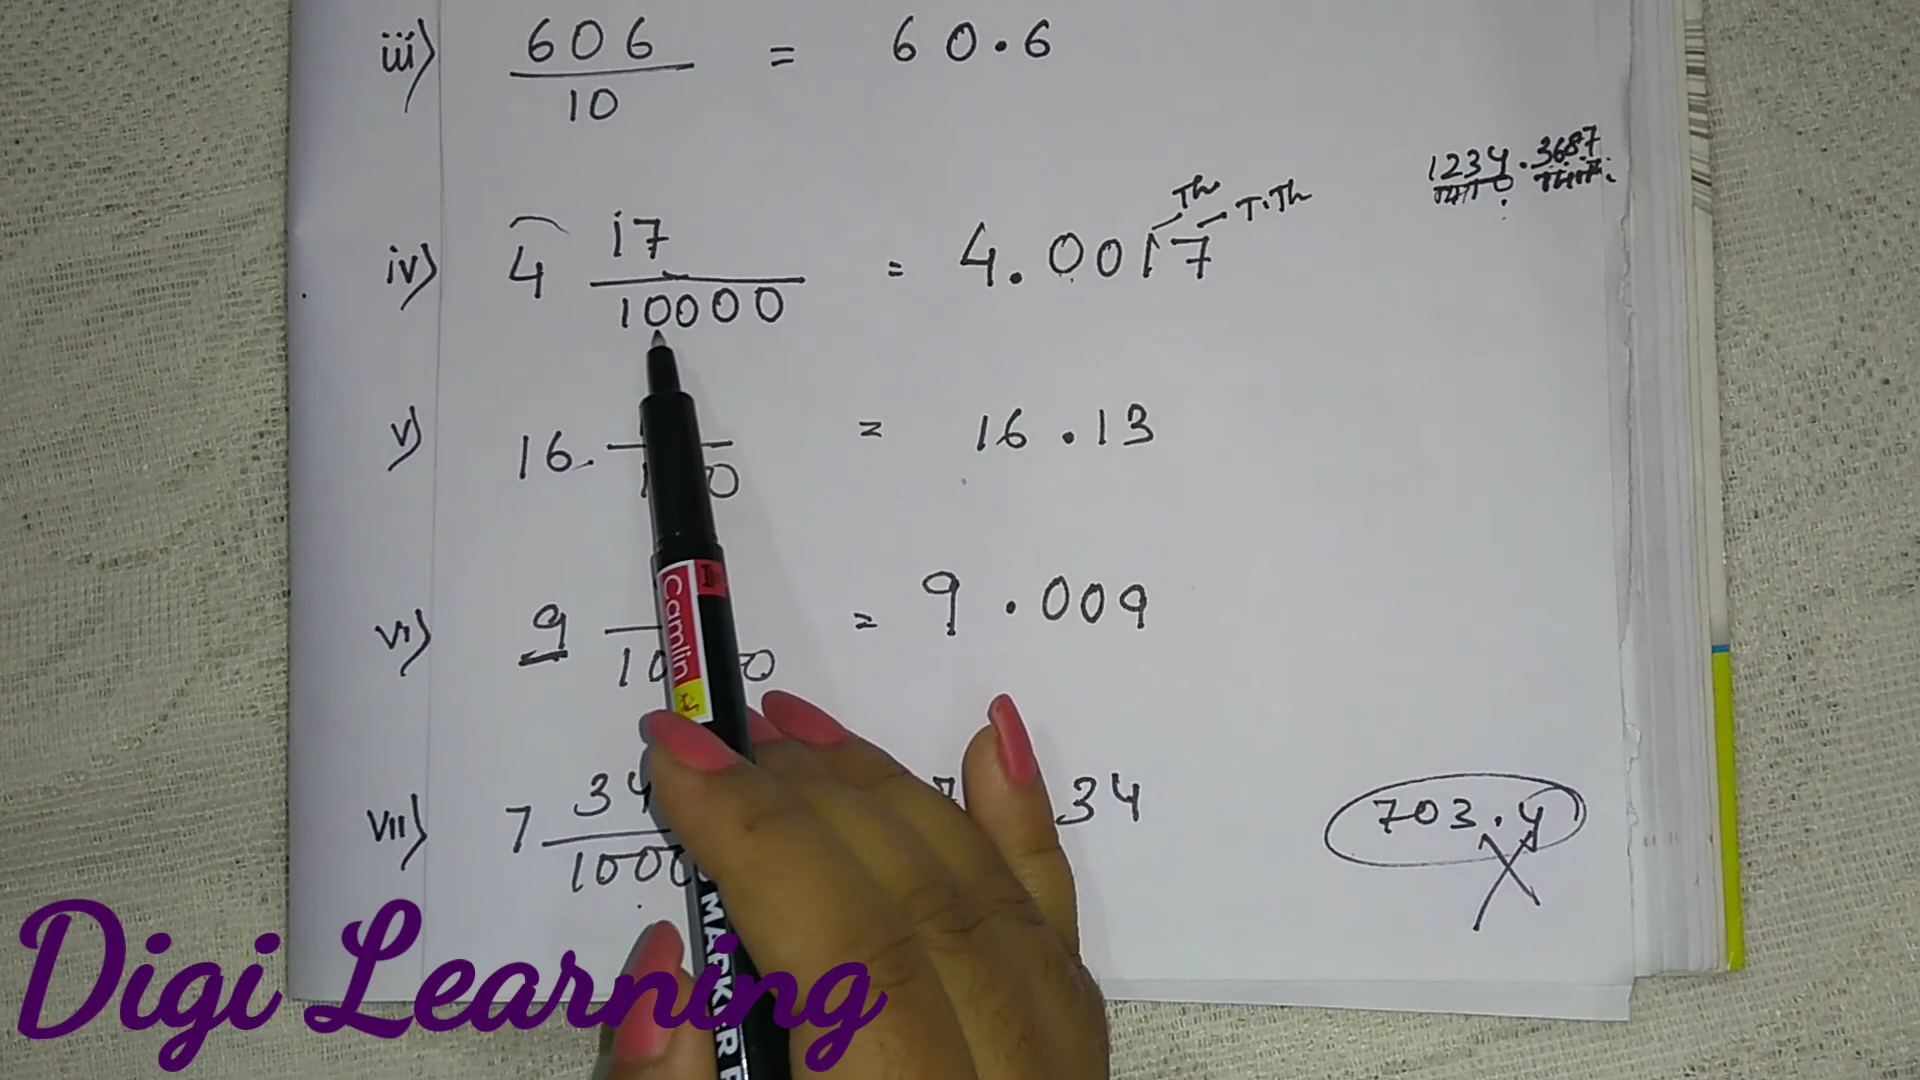 iii) 606/10 = 60.6
1234.3687
Th T.Th
iv) 4 17/10000 = 4.0017
v) 16. = 16.13
vi) 9 = 9.009
vii) 7 34/1000 34
703.4
Camlin
MARKER
Digi Learning